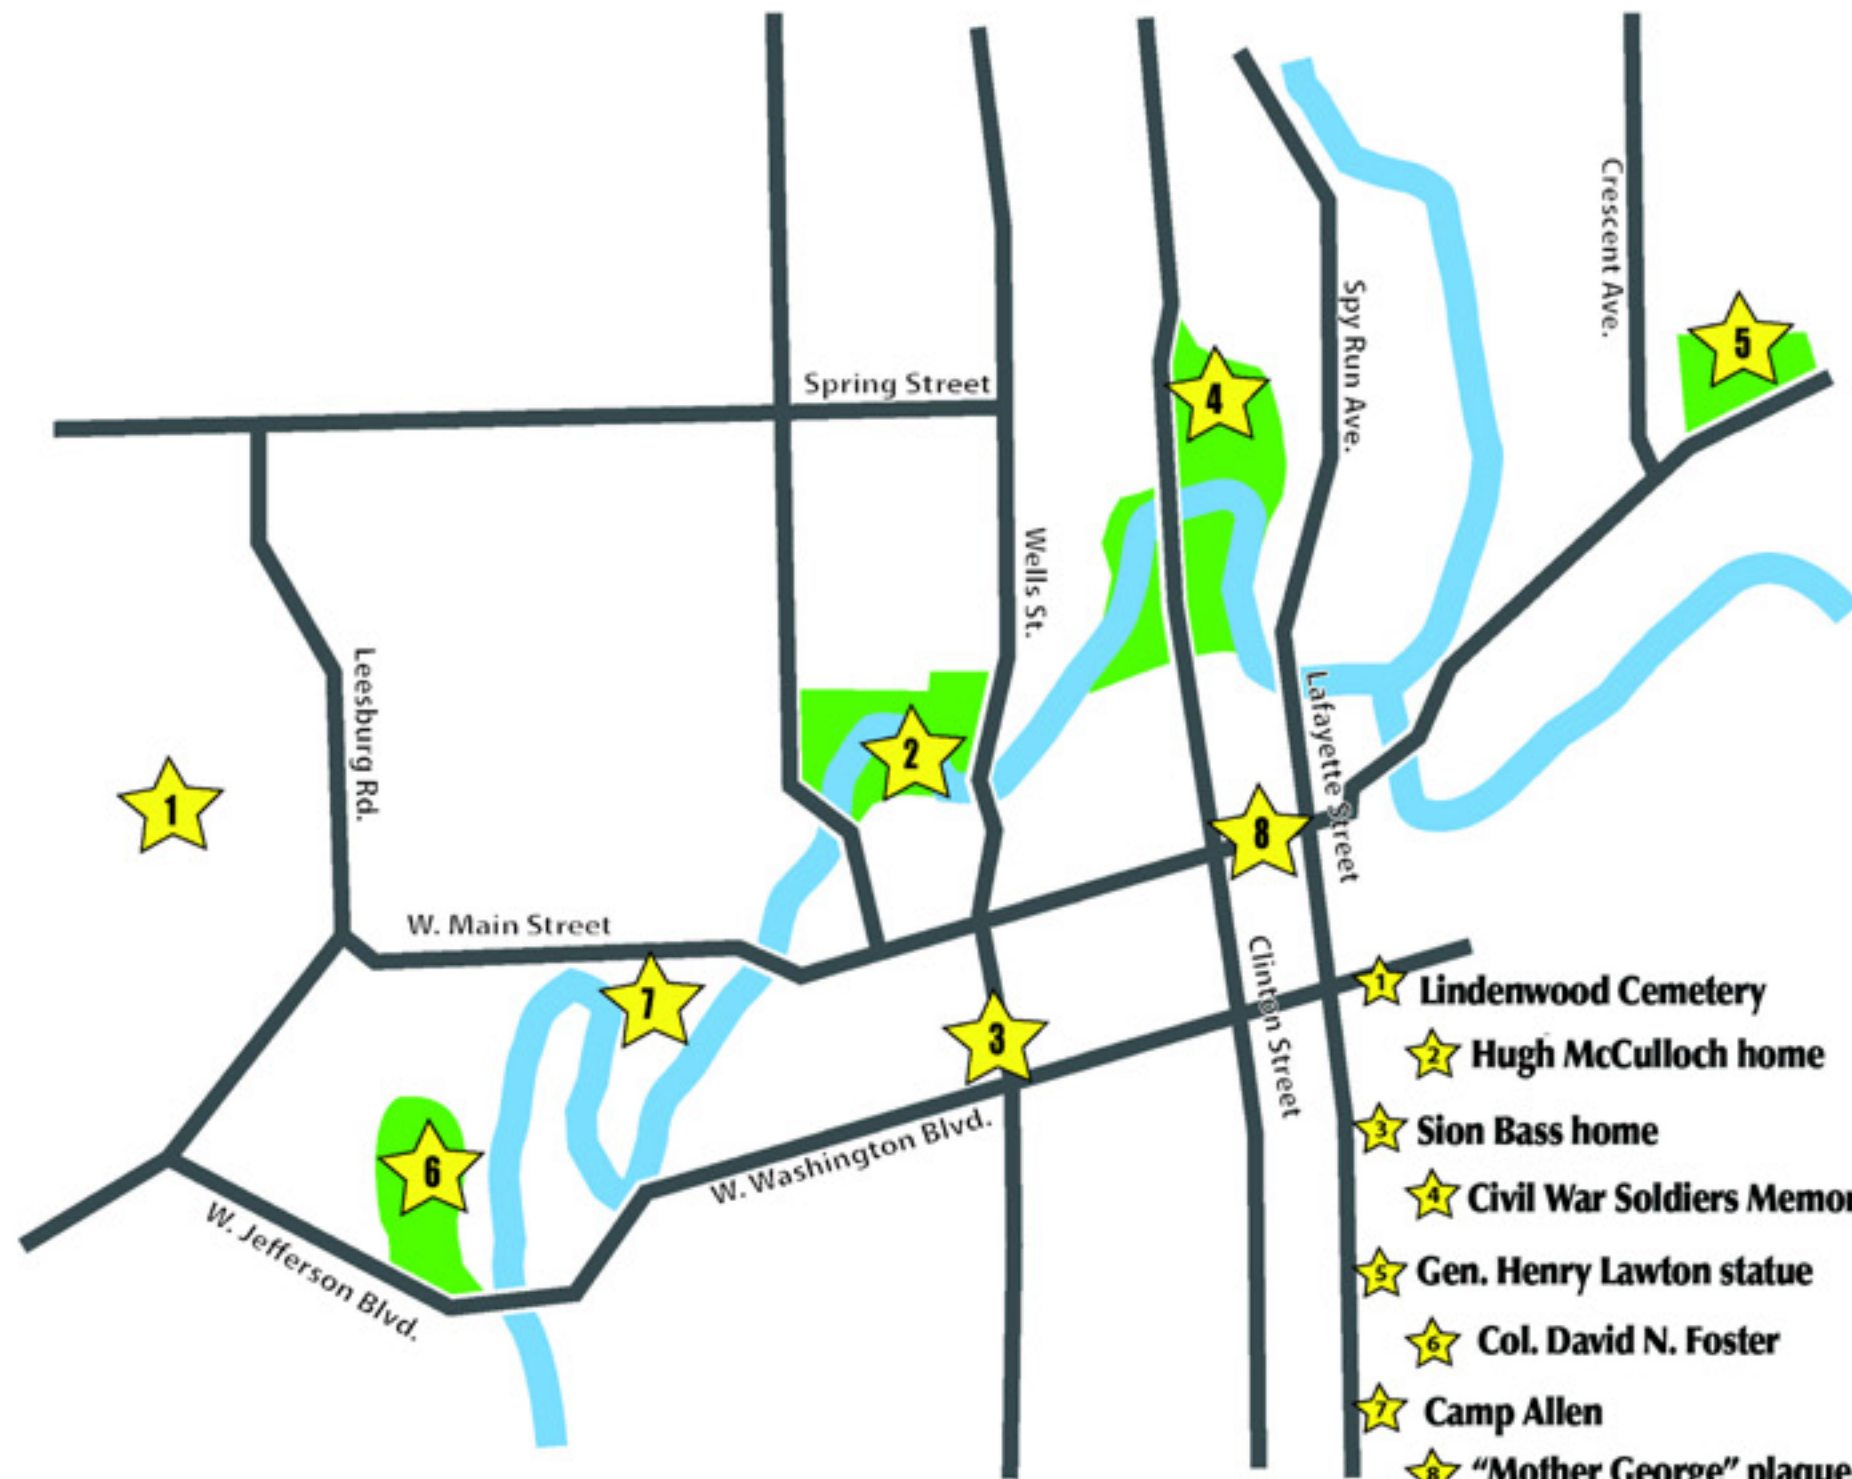 Crescent Ave.
Spy Run Ave.
5
Spring Street
4
Wells St.
Leesburg Rd.
Lafayette Street
2
1
8
W. Main Street
7
3
Clinton Street
W. Washington Blvd.
6
W. Jefferson Blvd.
1 Lindenwood Cemetery
2 Hugh McCulloch home
3 Sion Bass home
4 Civil War Soldiers Memor
5 Gen. Henry Lawton statue
6 Col. David N. Foster
7 Camp Allen
8 “Mother George” plaque